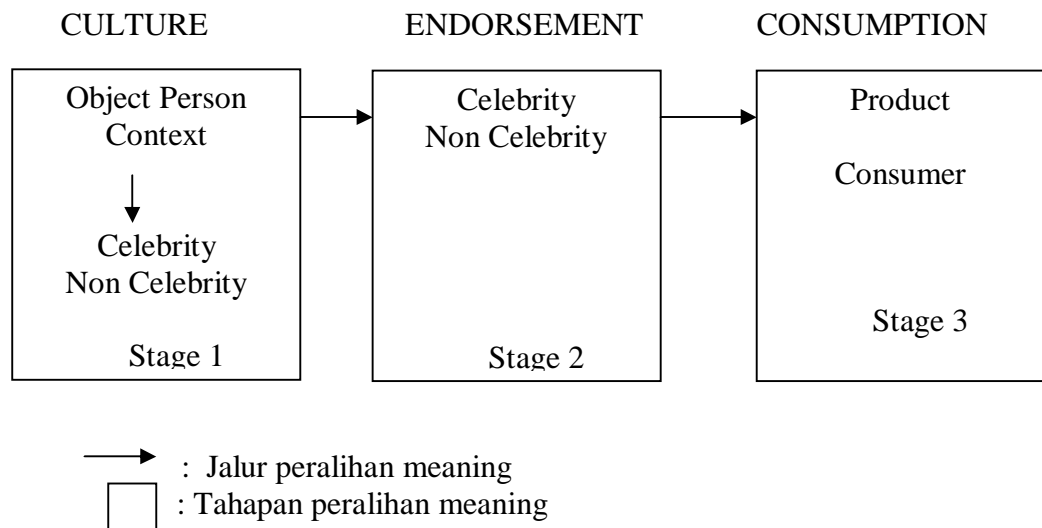 CULTURE
ENDORSEMENT
CONSUMPTION
Object Person
Context
Celebrity
Non Celebrity
Stage 1
Celebrity
Non Celebrity
Stage 2
Product
Consumer
Stage 3
: Jalur peralihan meaning
: Tahapan peralihan meaning